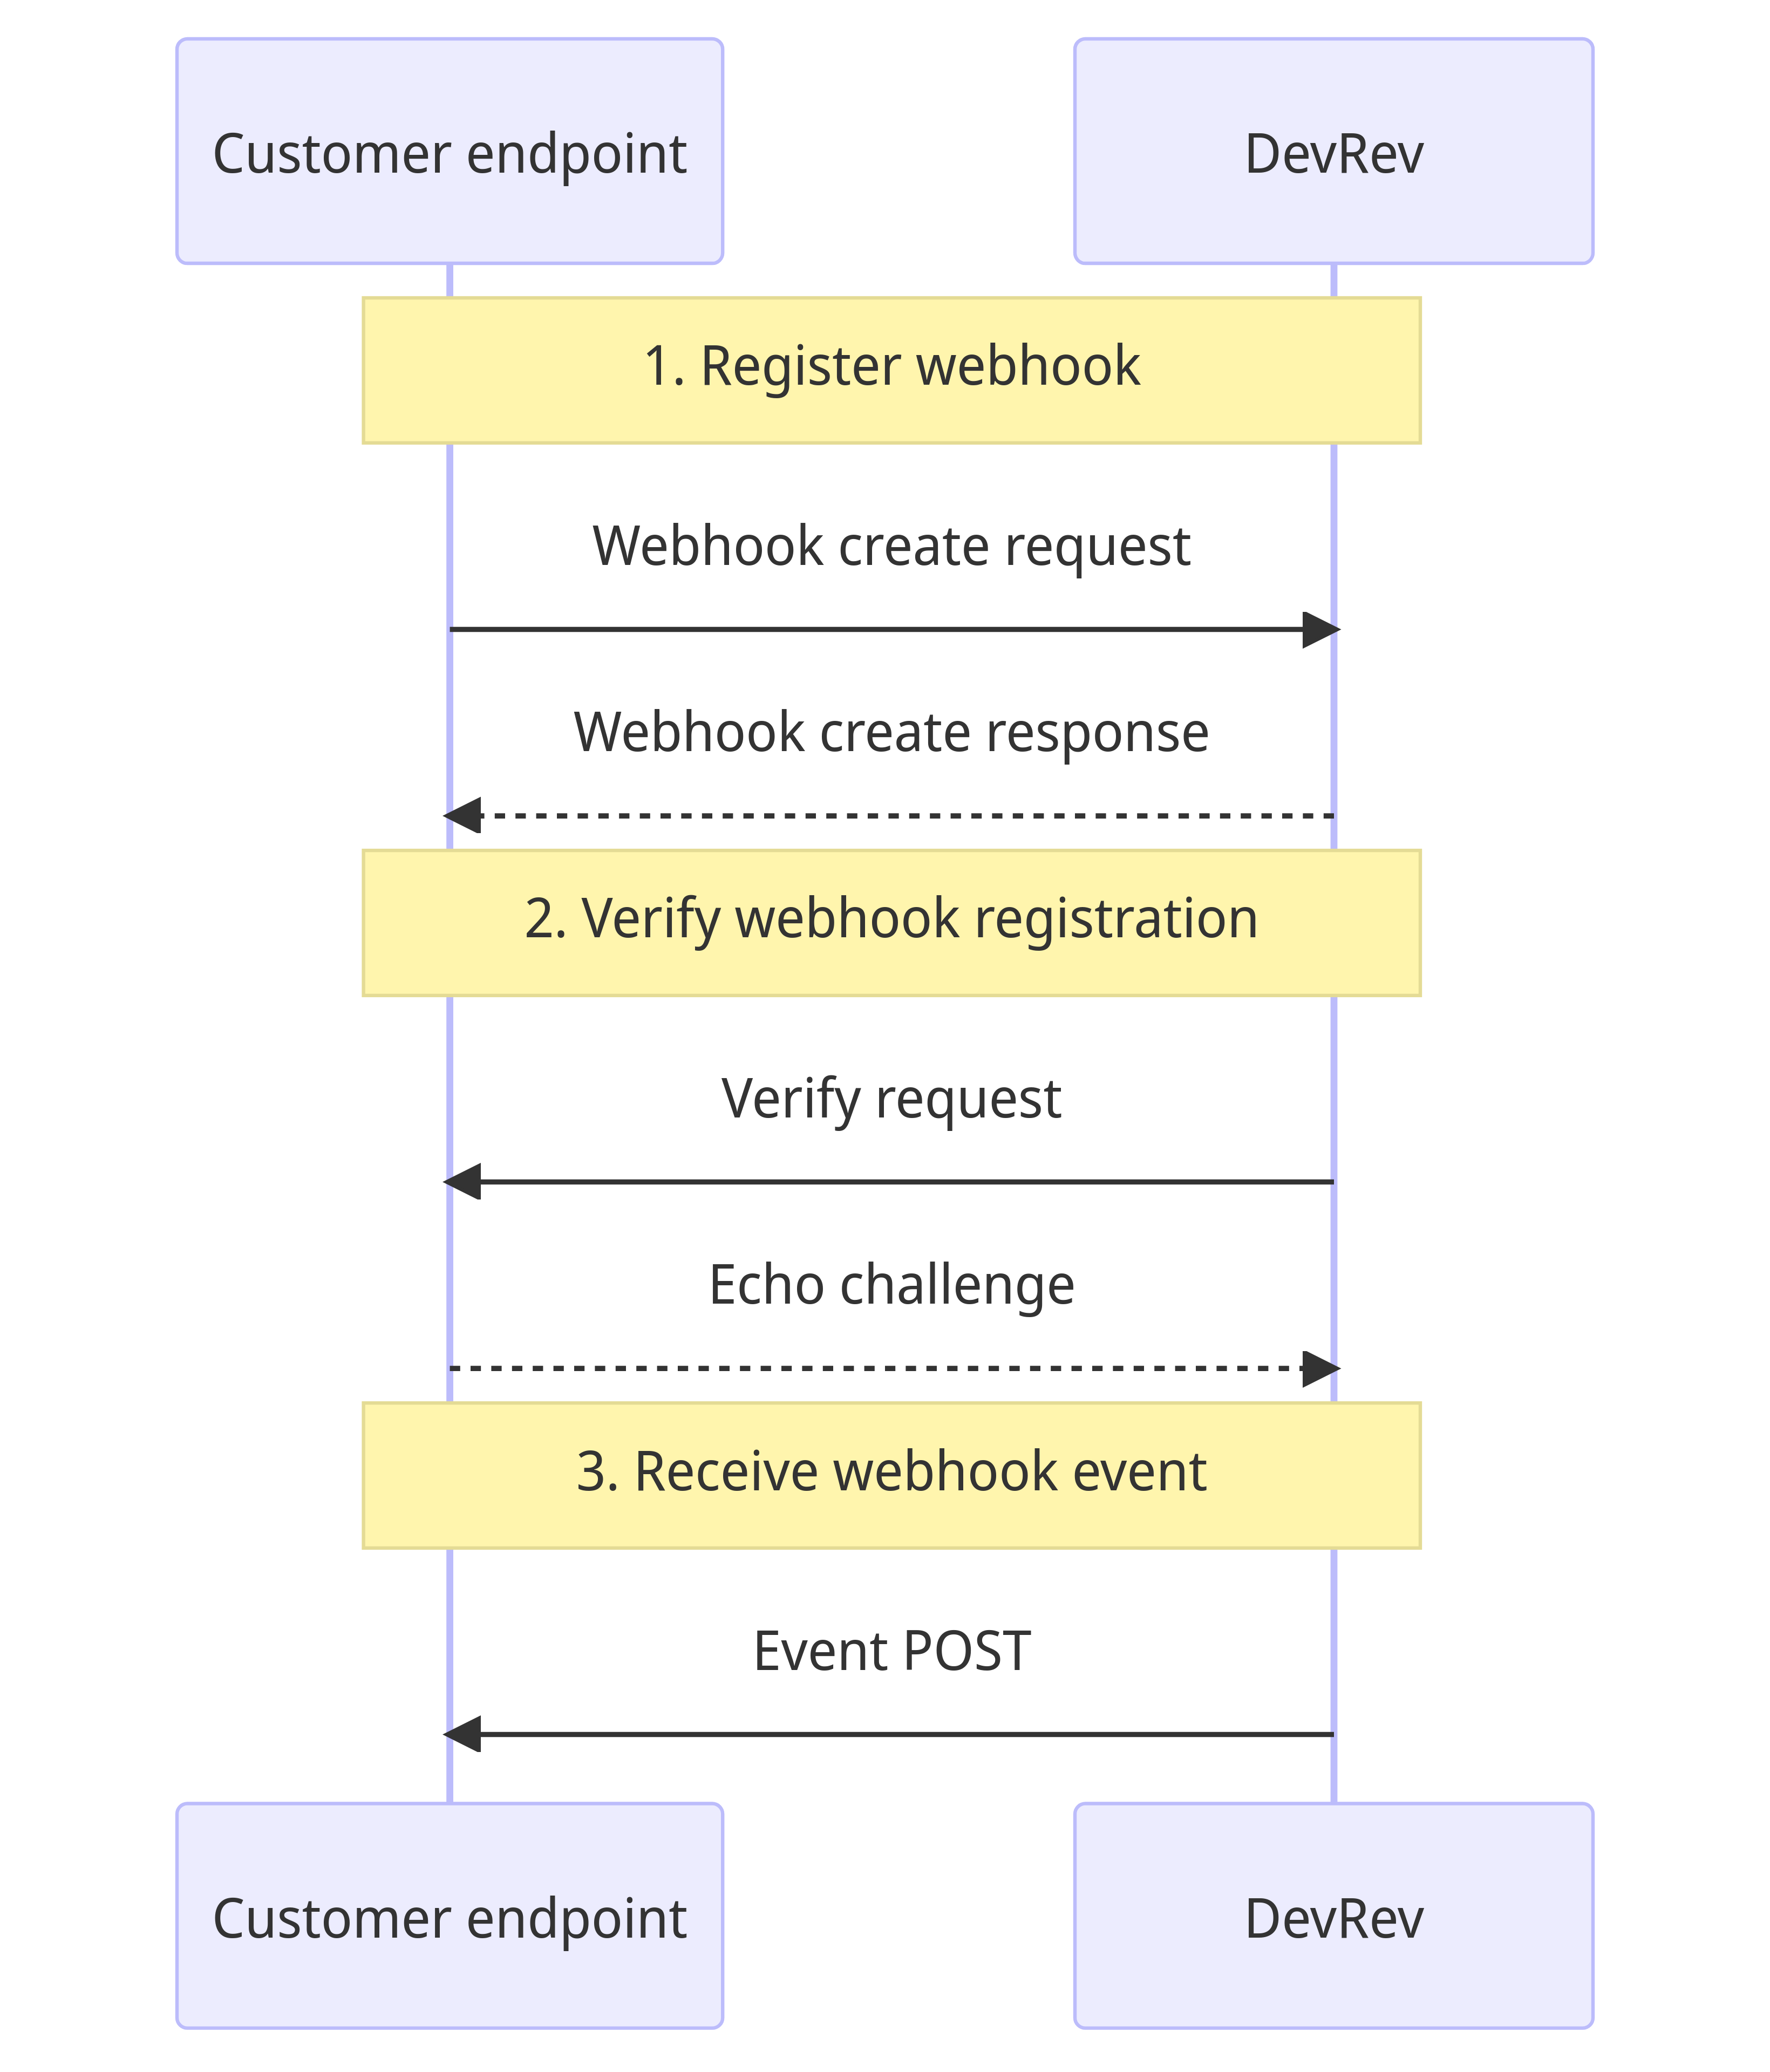 Customer endpoint
DevRev
1. Register webhook
Webhook create request
Webhook create response
2. Verify webhook registration
Verify request
Echo challenge
3. Receive webhook event
Event POST
Customer endpoint
DevRev